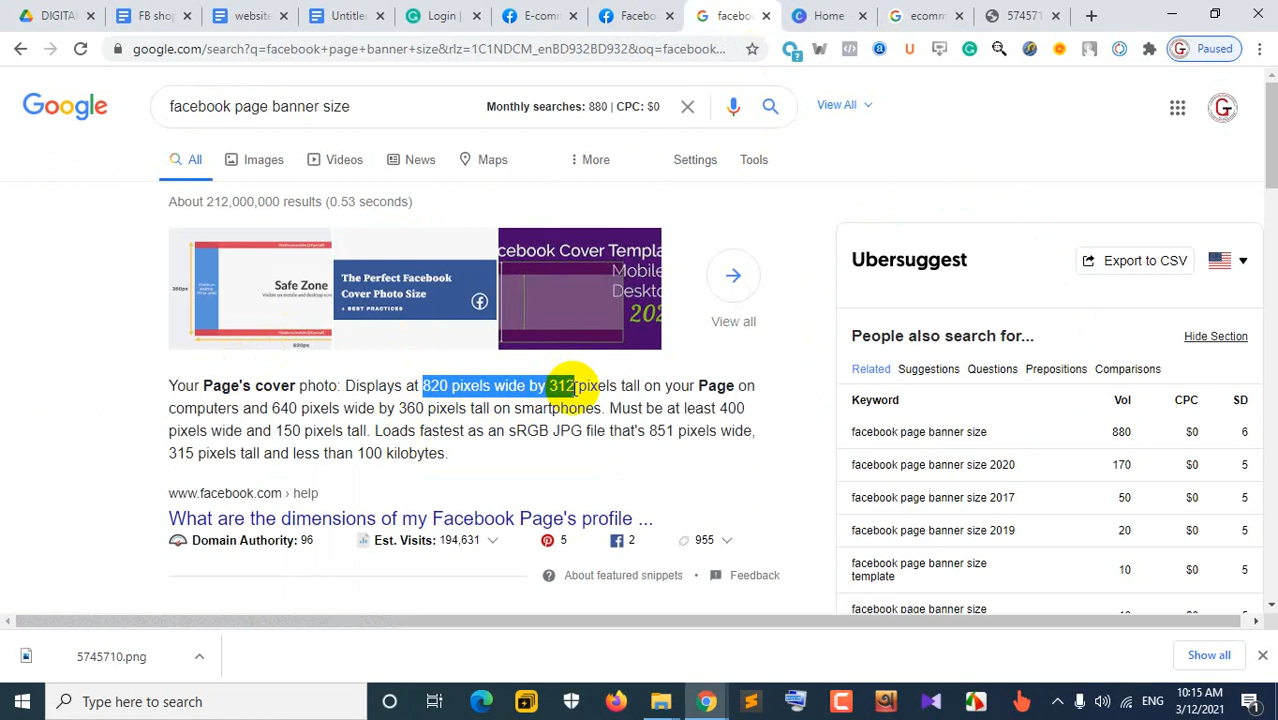 DIGITA
FB shop
website
Untitle
Login |
E-comm
Facebo
facebo
Home -
ecomm
574571
google.com/search?q=facebook+page+banner+size&rlz=1C1NDCM_enBD932BD932&oq=facebook...
Paused
Google
facebook page banner size
Monthly searches: 880 | CPC: $0
View All
All
Images
Videos
News
Maps
More
Settings
Tools
About 212,000,000 results (0.53 seconds)
Safe Zone
360px
The Perfect Facebook
Cover Photo Size
+ BEST PRACTICES
cebook Cover Templa
Mobile
Desktop
202
View all
Your Page's cover photo: Displays at 820 pixels wide by 312 pixels tall on your Page on
computers and 640 pixels wide by 360 pixels tall on smartphones. Must be at least 400
pixels wide and 150 pixels tall. Loads fastest as an sRGB JPG file that's 851 pixels wide,
315 pixels tall and less than 100 kilobytes.
www.facebook.com › help
What are the dimensions of my Facebook Page's profile ...
Domain Authority: 96
Est. Visits: 194,631
5
2
955
About featured snippets
Feedback
Ubersuggest
Export to CSV
People also search for...
Hide Section
Related
Suggestions
Questions
Prepositions
Comparisons
Keyword Vol CPC SD
facebook page banner size 880 $0 6
facebook page banner size 2020 170 $0 5
facebook page banner size 2017 50 $0 5
facebook page banner size 2019 20 $0 5
facebook page banner size
template 10 $0 5
facebook page banner size
5745710.png
Show all
Type here to search
ENG
10:15 AM
3/12/2021